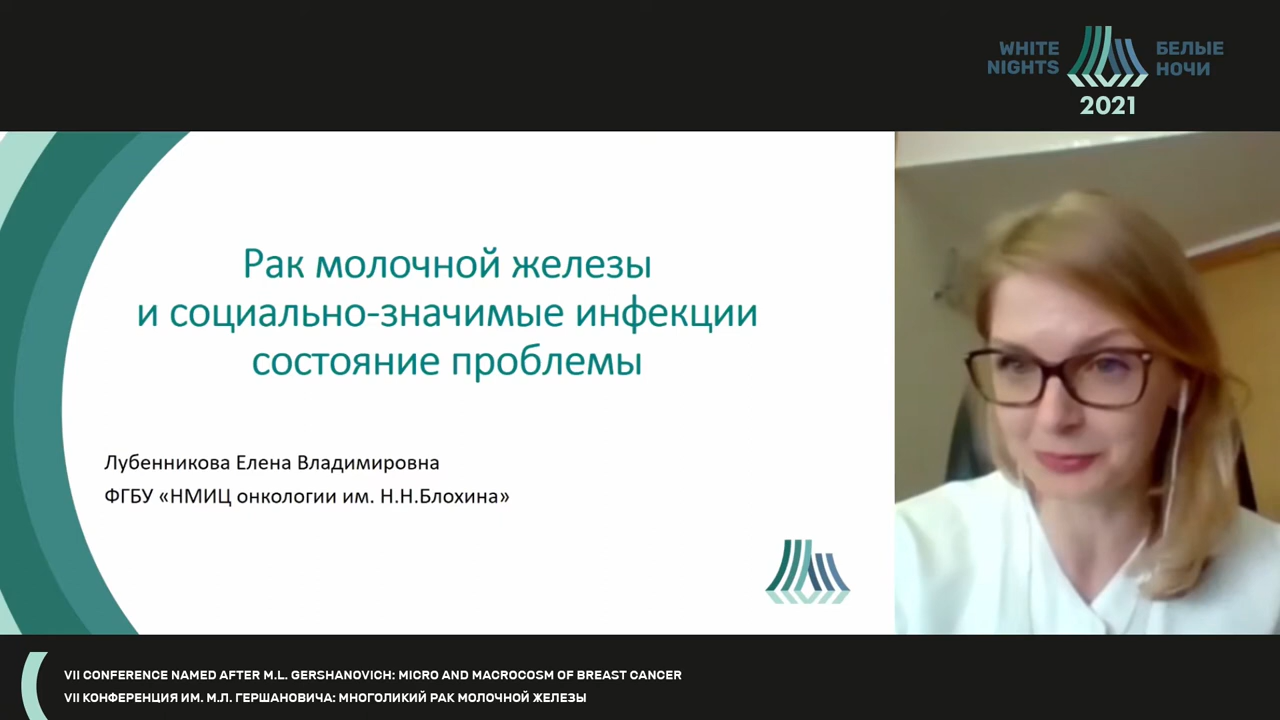 WHITE NIGHTS
БЕЛЫЕ НОЧИ
2021
Рак молочной железы
и социально-значимые инфекции
состояние проблемы
Лубенникова Елена Владимировна
ФГБУ «НМИЦ онкологии им. Н.Н.Блохина»
VII CONFERENCE NAMED AFTER M.L. GERSHANOVICH: MICRO AND MACROCOSM OF BREAST CANCER
VII КОНФЕРЕНЦИЯ ИМ. М.Л. ГЕРШАНОВИЧА: МНОГОЛИКИЙ РАК МОЛОЧНОЙ ЖЕЛЕЗЫ